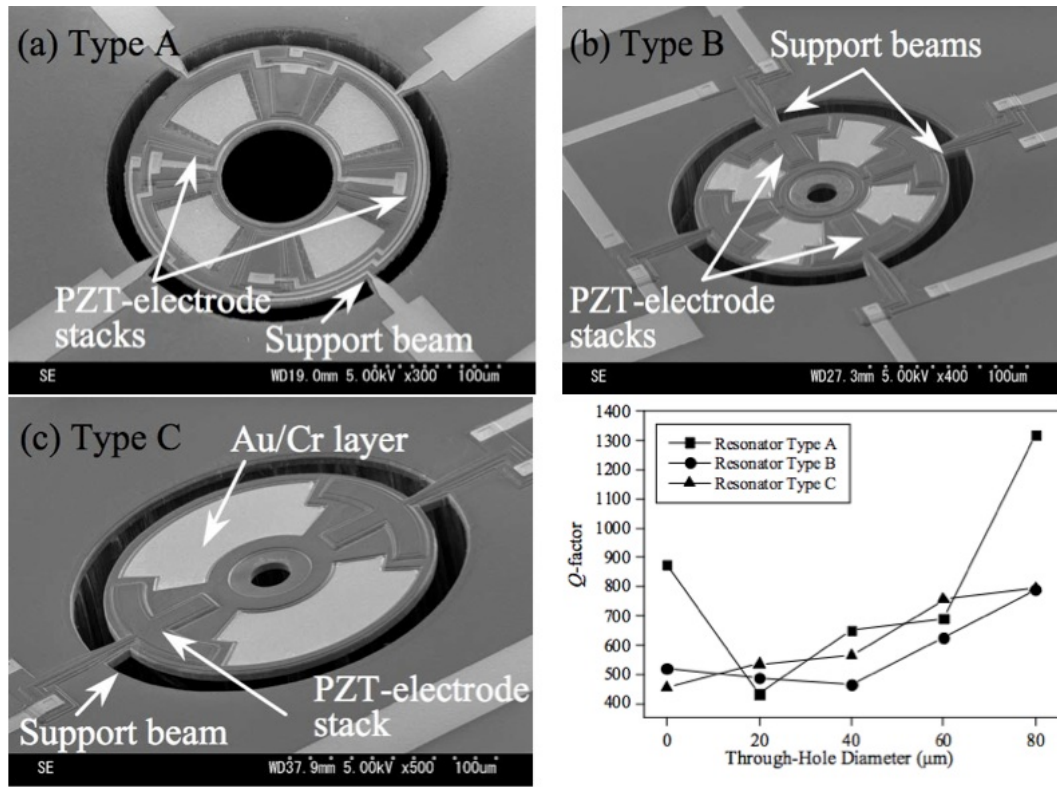 (a) Type A
PZT-electrode
stacks
Support beam
SE
WD19.0mm 5.00kV x300 100um
(b) Type B
Support beams
PZT-electrode
stacks
SE
WD27.3mm 5.00kV x400 100um
(c) Type C
Au/Cr layer
PZT-electrode
stack
Support beam
SE
WD37.9mm 5.00kV x500 100um
1400
1300
1200
1100
1000
900
800
700
600
500
400
Q-factor
Resonator Type A
Resonator Type B
Resonator Type C
0 20 40 60 80
Through-Hole Diameter (μm)